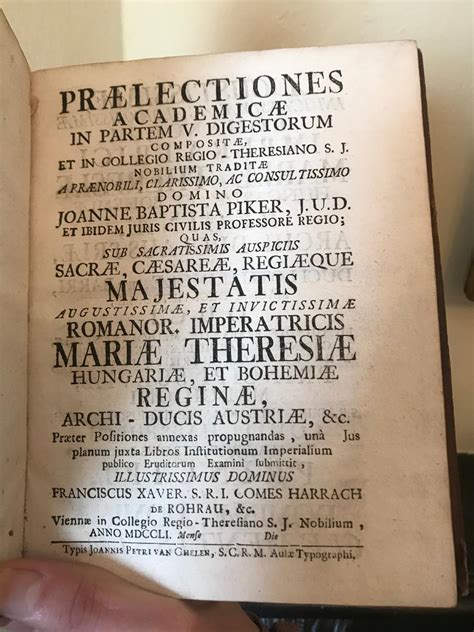 PRÆLECTIONES
ACADEMICÆ
IN PARTEM V. DIGESTORUM
COMPOSITÆ,
ET IN COLLEGIO REGIO-THERESIANO S. J.
NOBILIUM TRADITÆ
A PRÆNOBILI, CLARISSIMO, AC CONSULTISSIMO
DOMINO
JOANNE BAPTISTA PIKER, J.U.D.
ET IBIDEM JURIS CIVILIS PROFESSORE REGIO;
QUAS,
SUB SACRATISSIMIS AUSPICIIS
SACRÆ, CÆSAREÆ, REGIÆQUE
MAJESTATIS
AUGUSTISSIMÆ, ET INVICTISSIMÆ
ROMANOR. IMPERATRICIS
MARIÆ THERESIÆ
HUNGARIÆ, ET BOHEMIÆ
REGINÆ,
ARCHI-DUCIS AUSTRIÆ, &c.
Præter Positiones annexas propugnandas, unà Jus
planum juxta Libros Institutionum Imperialium
publico Eruditorum Examini submittit,
ILLUSTRISSIMUS DOMINUS
FRANCISCUS XAVER. S. R. I. COMES HARRACH
DE ROHRAU, &c.
Viennæ in Collegio Regio-Theresiano S. J. Nobilium,
ANNO MDCCLI. Mense Die
Typis JOANNIS PETRI VAN GHELEN, S. C. R. M. Aulæ Typographi.